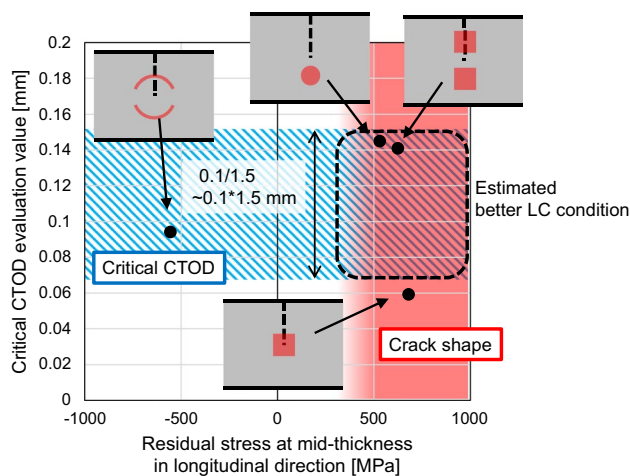 Critical CTOD evaluation value [mm]
0.2
0.18
0.16
0.14
0.12
0.1
0.08
0.06
0.04
0.02
0
-1000
-500
0
500
1000
Residual stress at mid-thickness
in longitudinal direction [MPa]
0.1/1.5
~0.1*1.5 mm
Critical CTOD
Crack shape
Estimated
better LC condition